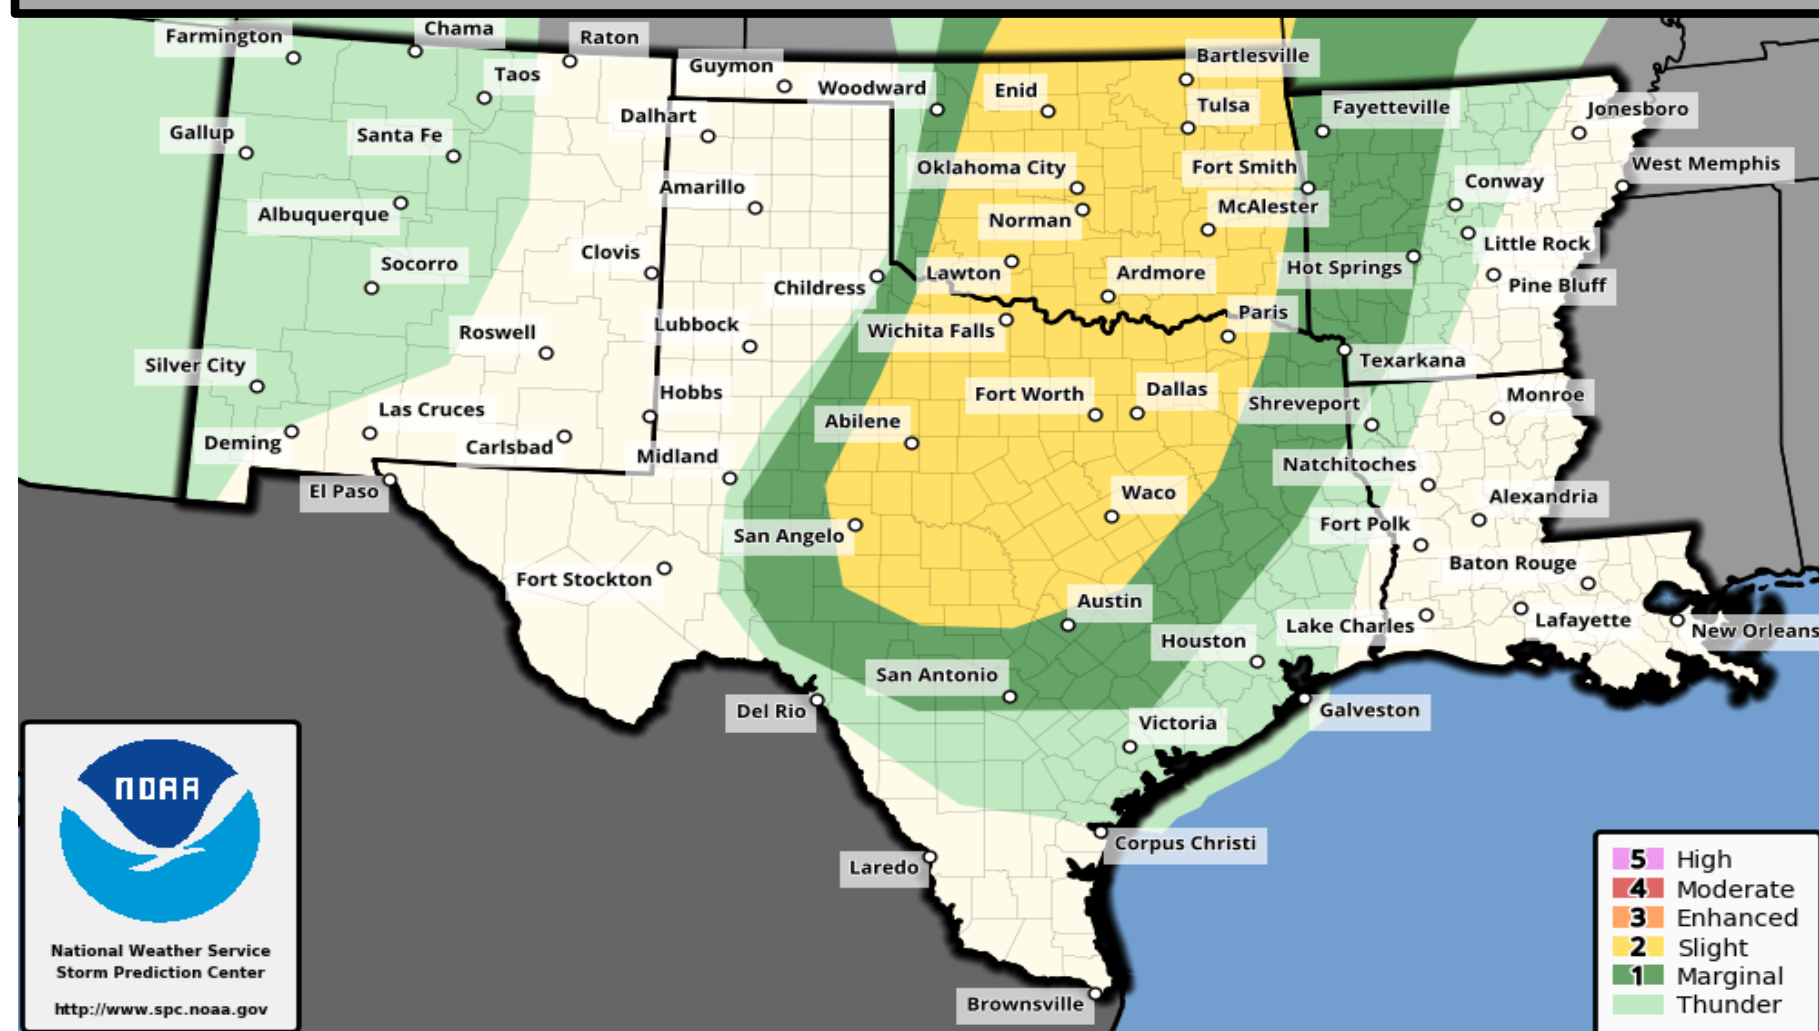 Farmington
Chama
Raton
Taos
Guymon
Woodward
Enid
Bartlesville
Tulsa
Fayetteville
Jonesboro
Gallup
Santa Fe
Dalhart
Oklahoma City
Fort Smith
Conway
West Memphis
Albuquerque
Amarillo
Norman
McAlester
Socorro
Clovis
Childress
Lawton
Ardmore
Hot Springs
Little Rock
Pine Bluff
Roswell
Lubbock
Wichita Falls
Paris
Texarkana
Silver City
Las Cruces
Hobbs
Fort Worth
Dallas
Shreveport
Monroe
Deming
Carlsbad
Midland
Abilene
Natchitoches
El Paso
San Angelo
Waco
Alexandria
Fort Polk
Fort Stockton
Baton Rouge
Austin
Houston
Lake Charles
Lafayette
New Orleans
San Antonio
Del Rio
Victoria
Galveston
Corpus Christi
Laredo
Brownsville
NOAA
National Weather Service
Storm Prediction Center
http://www.spc.noaa.gov
5 High
4 Moderate
3 Enhanced
2 Slight
1 Marginal
Thunder